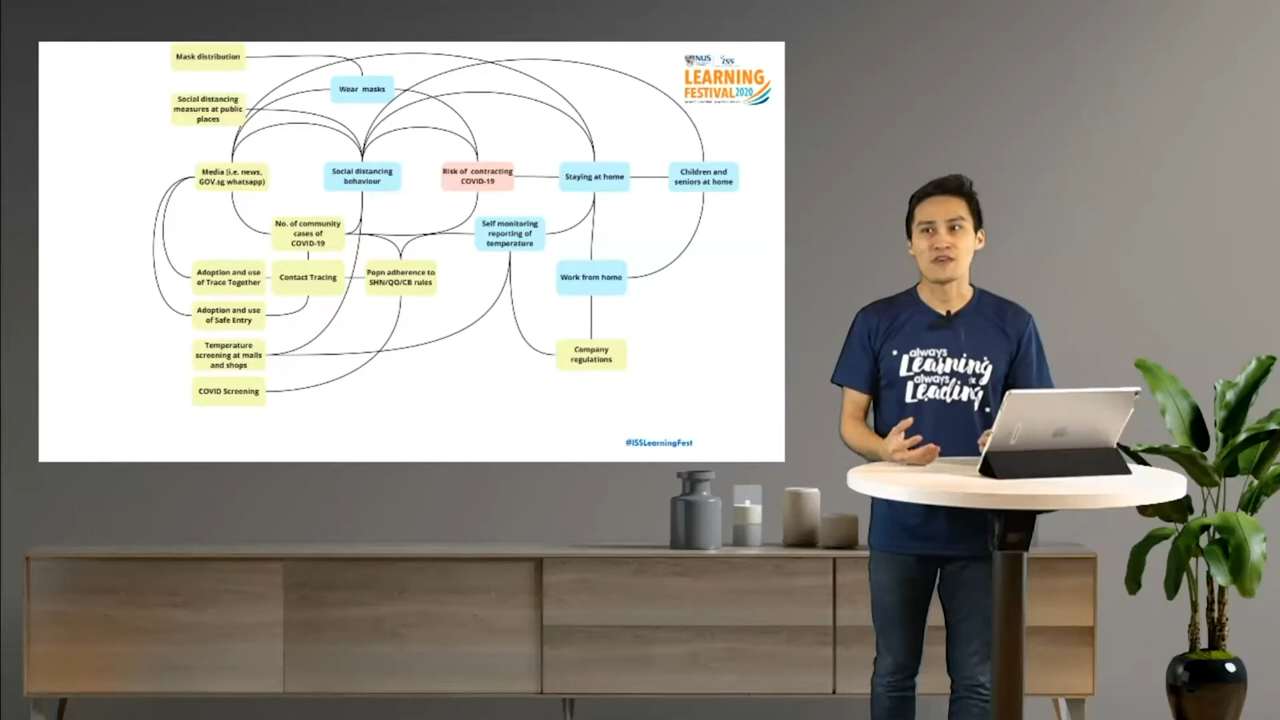 Mask distribution
Wear masks
Social distancing
measures at public
places
Media (i.e. news,
GOV.sg whatsapp)
Social distancing
behaviour
Risk of contracting
COVID-19
Staying at home
Children and
seniors at home
No. of community
cases of
COVID-19
Self monitoring
reporting of
temperature
Adoption and use
of Trace Together
Contact Tracing
Popn adherence to
SHN/QO/CB rules
Work from home
Adoption and use
of Safe Entry
Temperature
screening at malls
and shops
Company
regulations
COVID Screening
NUS
ISS
LEARNING
FESTIVAL 2020
#ISSLearningFest
always
Learning
always
Leading